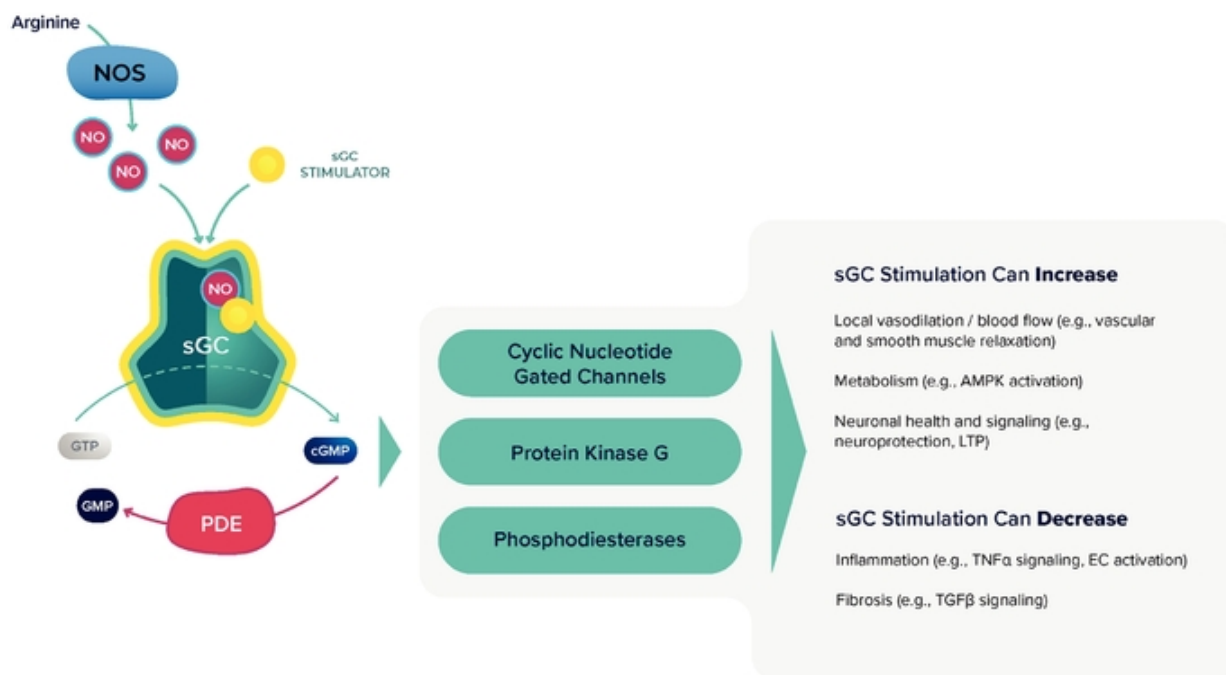 Arginine
NOS
NO
NO
NO
sGC
STIMULATOR
NO
sGC
GTP
cGMP
GMP
PDE
Cyclic Nucleotide
Gated Channels
Protein Kinase G
Phosphodiesterases
sGC Stimulation Can Increase
Local vasodilation / blood flow (e.g., vascular
and smooth muscle relaxation)
Metabolism (e.g., AMPK activation)
Neuronal health and signaling (e.g.,
neuroprotection, LTP)
sGC Stimulation Can Decrease
Inflammation (e.g., TNFα signaling, EC activation)
Fibrosis (e.g., TGFβ signaling)